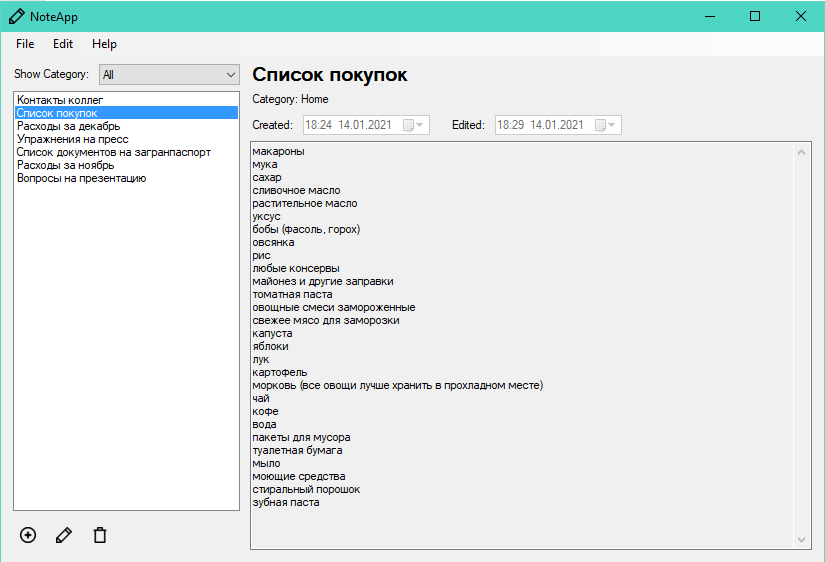 NoteApp
File Edit Help
Show Category: All
Контакты коллег
Список покупок
Расходы за декабрь
Упражнения на пресс
Список документов на загранпаспорт
Расходы за ноябрь
Вопросы на презентацию
Список покупок
Category: Home
Created: 18:24 14.01.2021 Edited: 18:29 14.01.2021
макароны
мука
сахар
сливочное масло
растительное масло
уксус
бобы (фасоль, горох)
овсянка
рис
любые консервы
майонез и другие заправки
томатная паста
овощные смеси замороженные
свежее мясо для заморозки
капуста
яблоки
лук
картофель
морковь (все овощи лучше хранить в прохладном месте)
чай
кофе
вода
пакеты для мусора
туалетная бумага
мыло
моющие средства
стиральный порошок
зубная паста